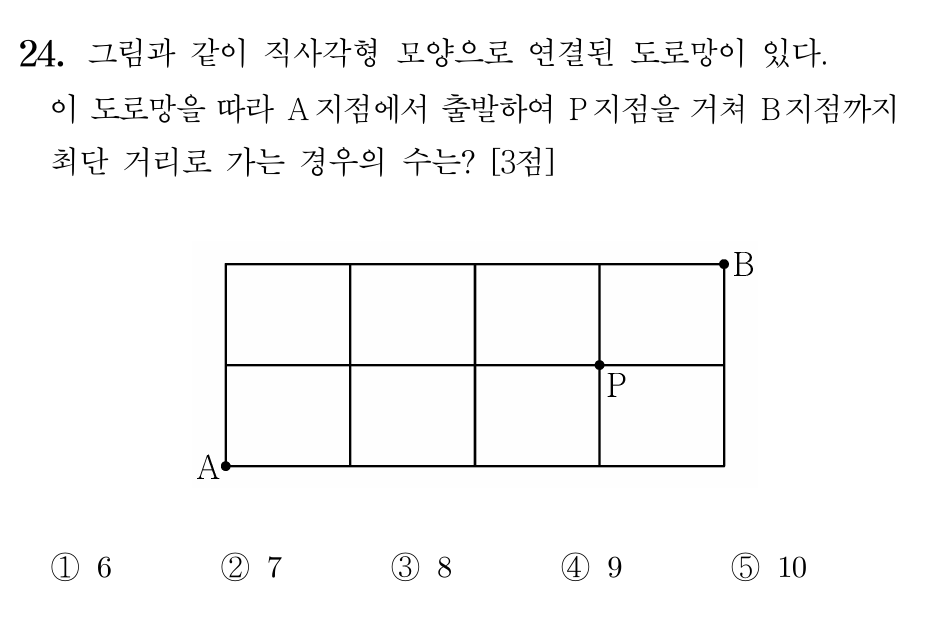 24. 그림과 같이 직사각형 모양으로 연결된 도로망이 있다.
이 도로망을 따라 A지점에서 출발하여 P지점을 거쳐 B지점까지
최단 거리로 가는 경우의 수는? [3점]
B
P
A
① 6 ② 7 ③ 8 ④ 9 ⑤ 10